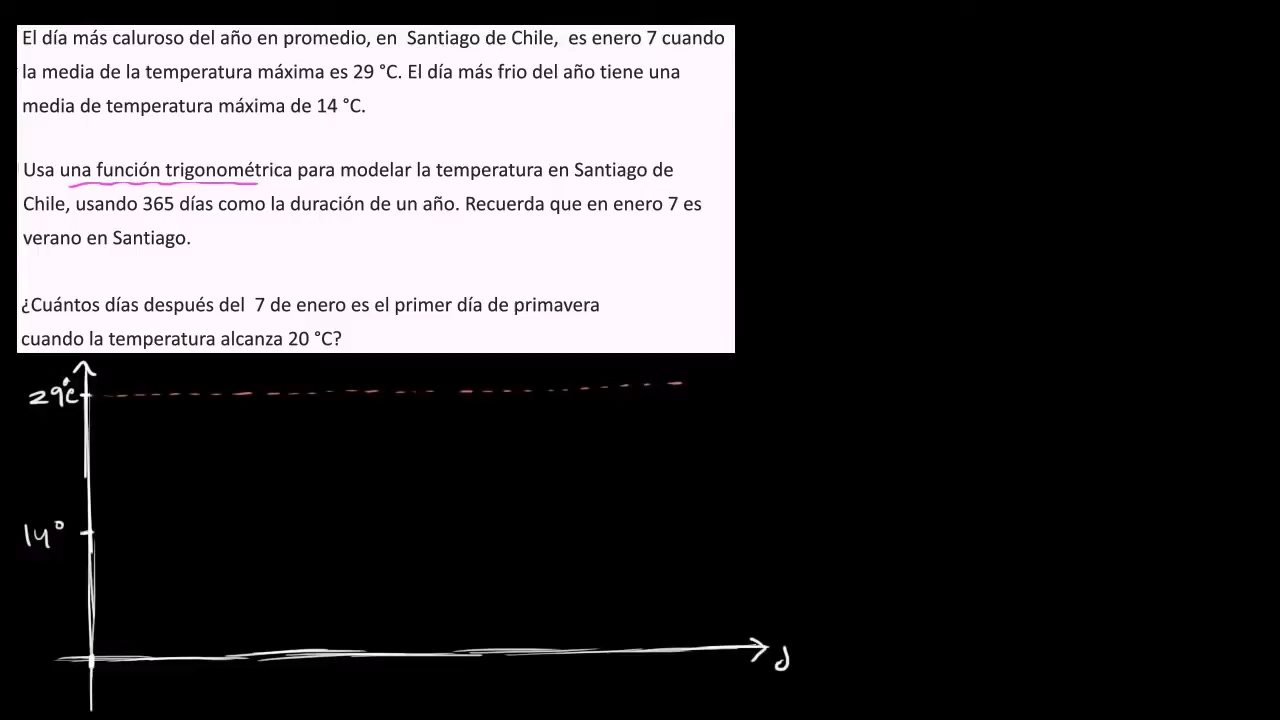 El día más caluroso del año en promedio, en Santiago de Chile, es enero 7 cuando
la media de la temperatura máxima es 29 °C. El día más frio del año tiene una
media de temperatura máxima de 14 °C.
Usa una función trigonométrica para modelar la temperatura en Santiago de
Chile, usando 365 días como la duración de un año. Recuerda que en enero 7 es
verano en Santiago.
¿Cuántos días después del 7 de enero es el primer día de primavera
cuando la temperatura alcanza 20 °C?
29°C
14°
d